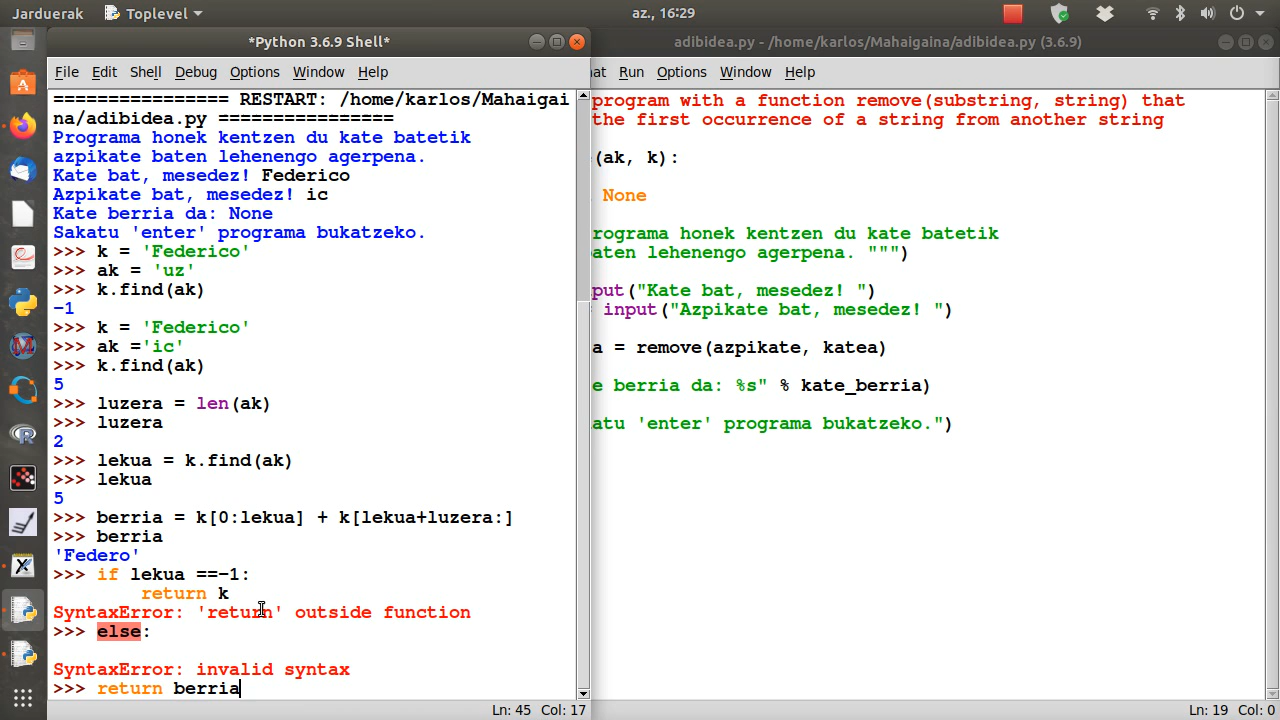 Jarduerak
Toplevel
az., 16:29
*Python 3.6.9 Shell*
File Edit Shell Debug Options Window Help
================ RESTART: /home/karlos/Mahaigai
na/adibidea.py ================
Programa honek kentzen du kate batetik
azpikate baten lehenengo agerpena.
Kate bat, mesedez! Federico
Azpikate bat, mesedez! ic
Kate berria da: None
Sakatu 'enter' programa bukatzeko.
>>> k = 'Federico'
>>> ak = 'uz'
>>> k.find(ak)
-1
>>> k = 'Federico'
>>> ak ='ic'
>>> k.find(ak)
5
>>> luzera = len(ak)
>>> luzera
2
>>> lekua = k.find(ak)
>>> lekua
5
>>> berria = k[0:lekua] + k[lekua+luzera:]
>>> berria
'Federo'
>>> if lekua ==-1:
return k
SyntaxError: 'return' outside function
>>> else:
SyntaxError: invalid syntax
>>> return berria
Ln: 45 Col: 17
adibidea.py - /home/karlos/Mahaigaina/adibidea.py (3.6.9)
at Run Options Window Help
program with a function remove(substring, string) that
the first occurrence of a string from another string
(ak, k):
None
rograma honek kentzen du kate batetik
aten lehenengo agerpena. """)
put("Kate bat, mesedez! ")
= input("Azpikate bat, mesedez! ")
a = remove(azpikate, katea)
e berria da: %s" % kate_berria)
atu 'enter' programa bukatzeko.")
Ln: 19 Col: 0